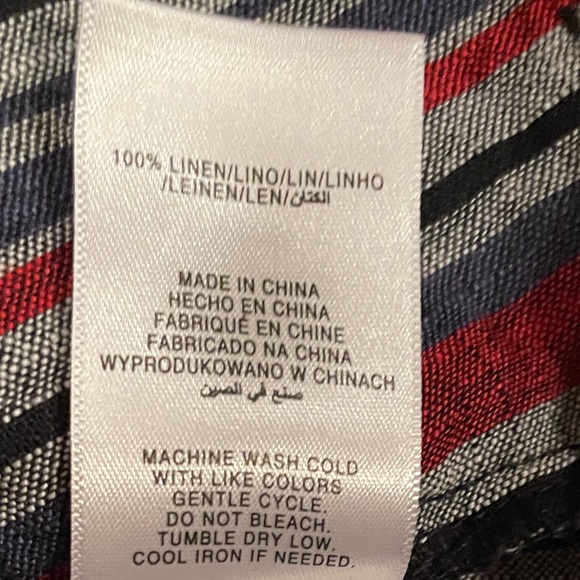 100% LINEN/LINO/LIN/LINHO
/LEINEN/LEN/الكتان
MADE IN CHINA
HECHO EN CHINA
FABRIQUÉ EN CHINE
FABRICADO NA CHINA
WYPRODUKOWANO W CHINACH
صنع في الصين
MACHINE WASH COLD
WITH LIKE COLORS
GENTLE CYCLE.
DO NOT BLEACH.
TUMBLE DRY LOW.
COOL IRON IF NEEDED.